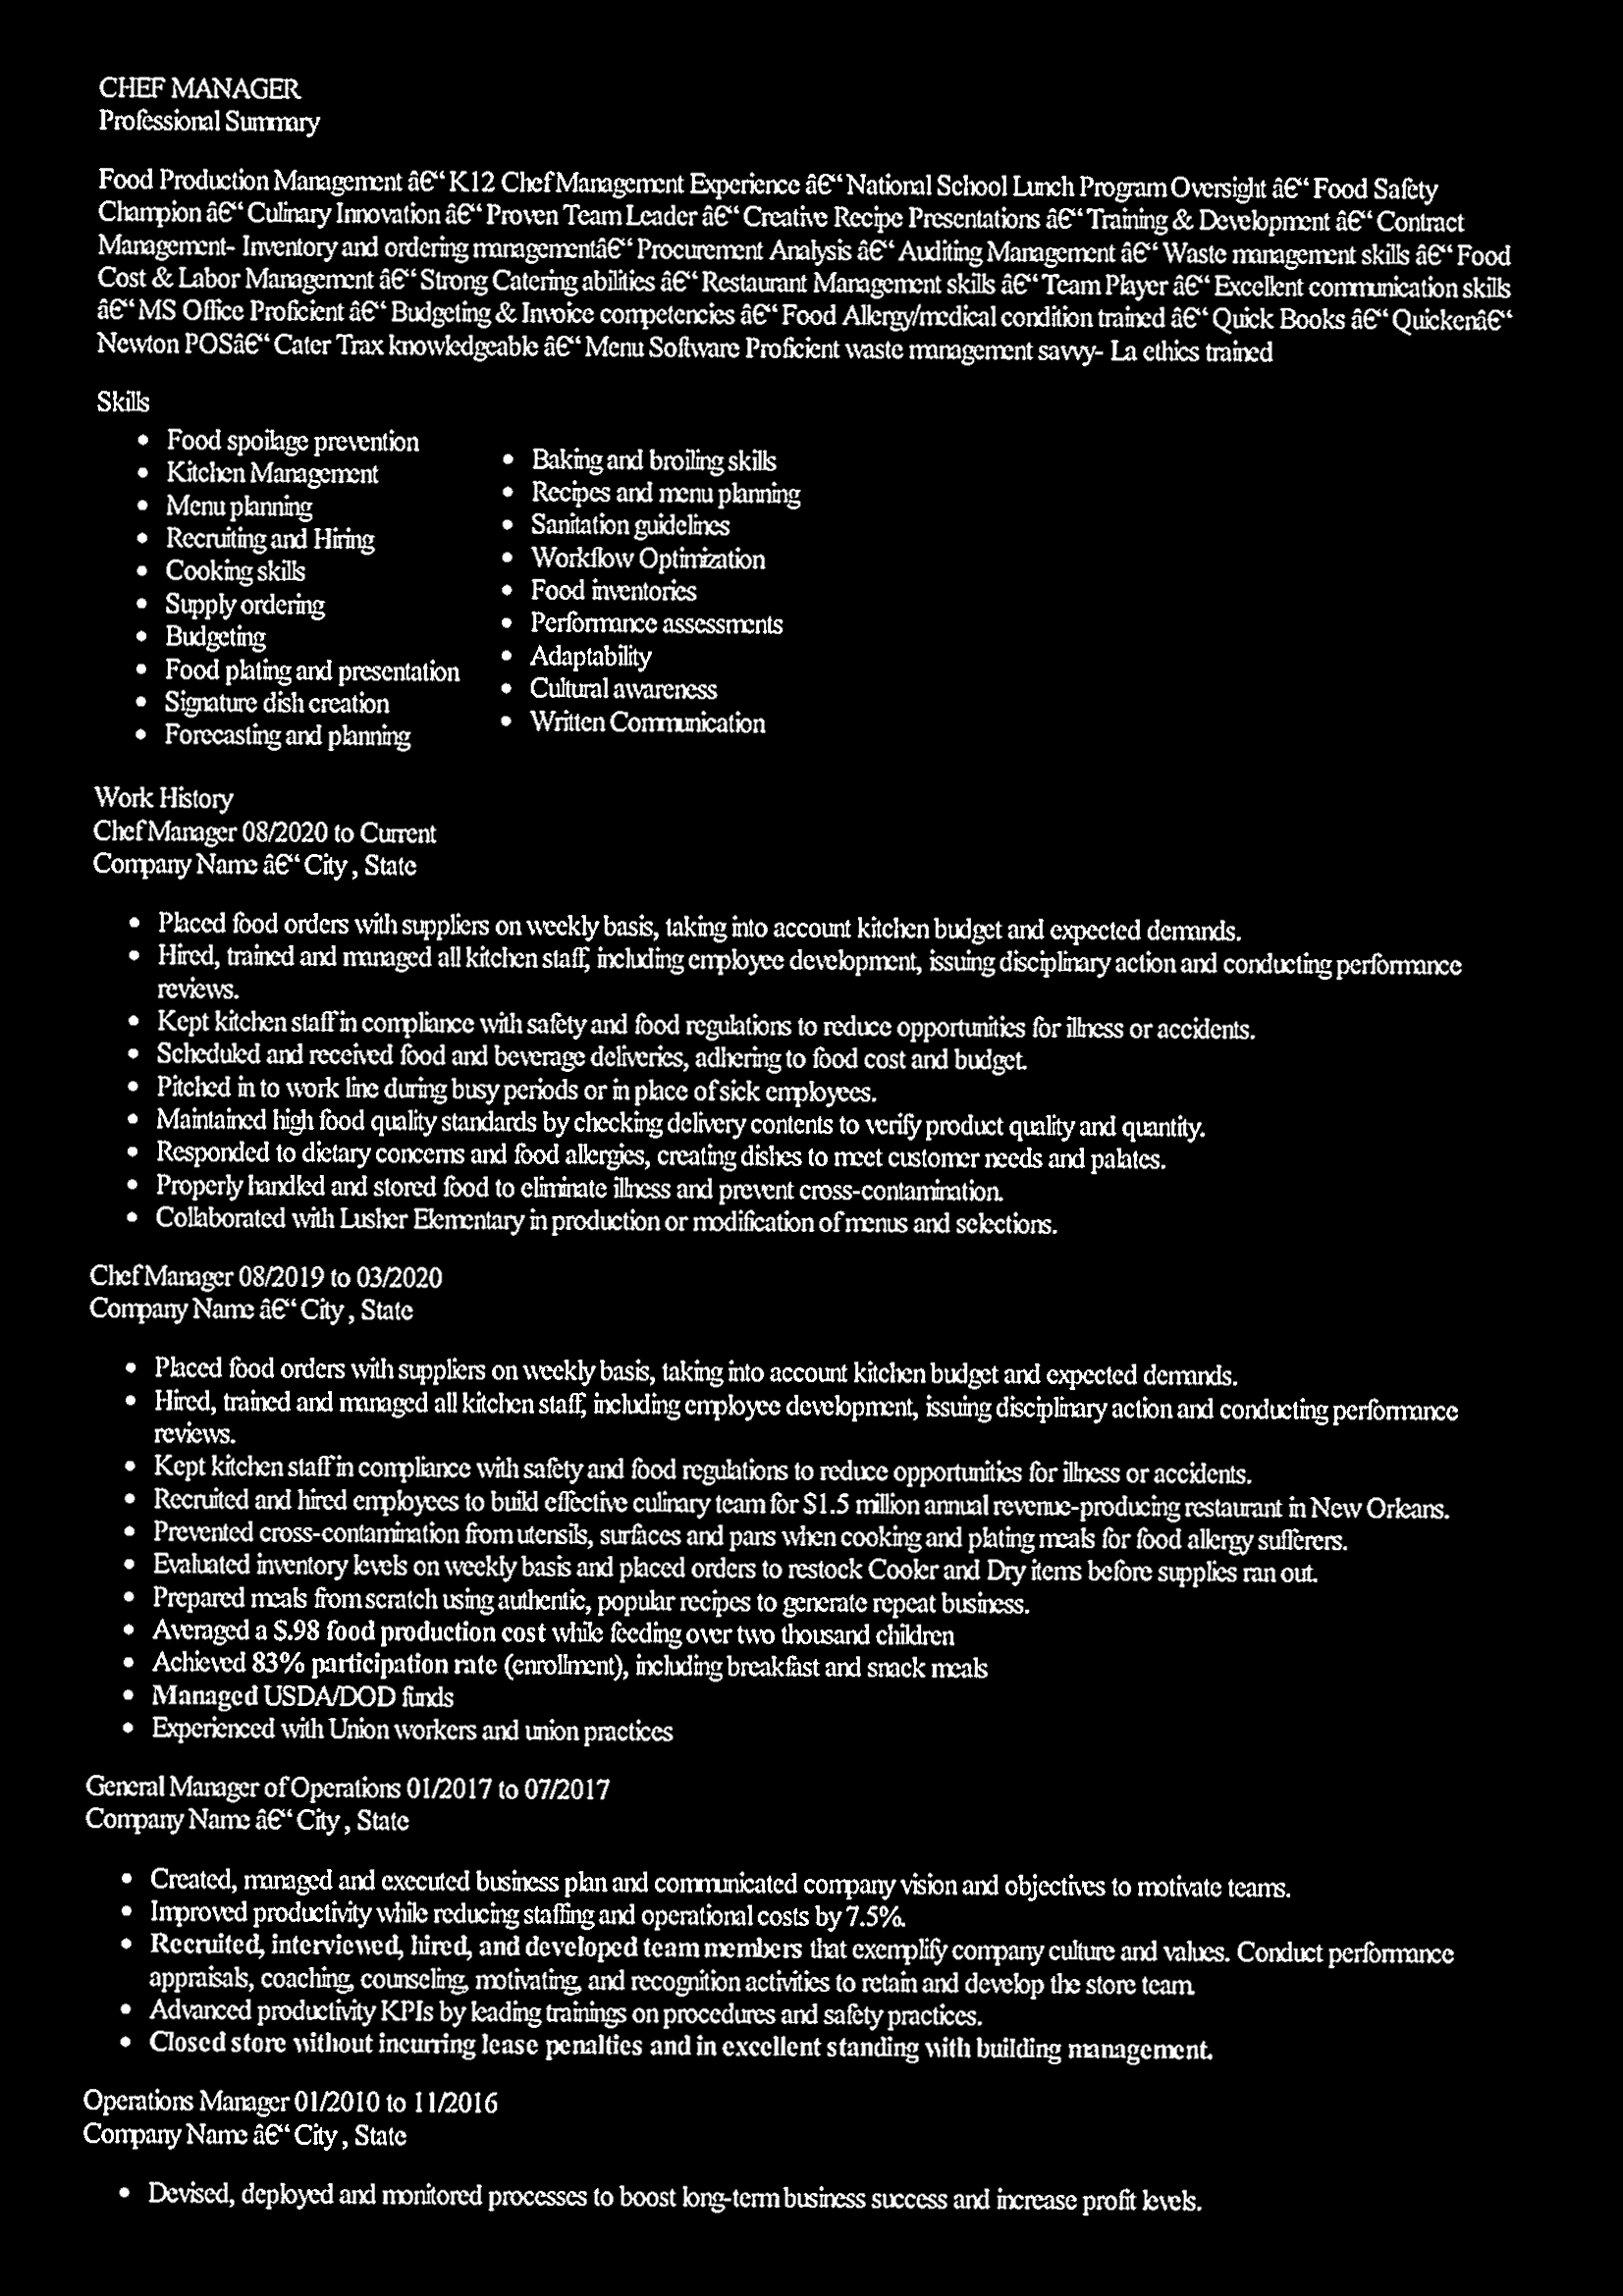 CHEF MANAGER
Professional Summary
Food Production Management â€“ K12 Chef Management Experience â€“ National School Lunch Program Oversight â€“ Food Safety
Champion â€“ Culinary Innovation â€“ Proven Team Leader â€“ Creative Recipe Presentations â€“ Training & Development â€“ Contract
Management- Inventory and ordering managementâ€“ Procurement Analysis â€“ Auditing Management â€“ Waste management skills â€“ Food
Cost & Labor Management â€“ Strong Catering abilities â€“ Restaurant Management skills â€“ Team Player â€“ Excellent communication skills
â€“ MS Office Proficient â€“ Budgeting & Invoice competencies â€“ Food Allergy/medical condition trained â€“ Quick Books â€“ Quickenâ€“
Newton POSâ€“ Cater Trax knowledgeable â€“ Menu Software Proficient waste management savvy- La ethics trained
Skills
• Food spoilage prevention
• Kitchen Management
• Menu planning
• Recruiting and Hiring
• Cooking skills
• Supply ordering
• Budgeting
• Food plating and presentation
• Signature dish creation
• Forecasting and planning
• Baking and broiling skills
• Recipes and menu planning
• Sanitation guidelines
• Workflow Optimization
• Food inventories
• Performance assessments
• Adaptability
• Cultural awareness
• Written Communication
Work History
Chef Manager 08/2020 to Current
Company Name â€“ City , State
• Placed food orders with suppliers on weekly basis, taking into account kitchen budget and expected demands.
• Hired, trained and managed all kitchen staff, including employee development, issuing disciplinary action and conducting performance
reviews.
• Kept kitchen staff in compliance with safety and food regulations to reduce opportunities for illness or accidents.
• Scheduled and received food and beverage deliveries, adhering to food cost and budget.
• Pitched in to work line during busy periods or in place of sick employees.
• Maintained high food quality standards by checking delivery contents to verify product quality and quantity.
• Responded to dietary concerns and food allergies, creating dishes to meet customer needs and palates.
• Properly handled and stored food to eliminate illness and prevent cross-contamination.
• Collaborated with Lusher Elementary in production or modification of menus and selections.
Chef Manager 08/2019 to 03/2020
Company Name â€“ City , State
• Placed food orders with suppliers on weekly basis, taking into account kitchen budget and expected demands.
• Hired, trained and managed all kitchen staff, including employee development, issuing disciplinary action and conducting performance
reviews.
• Kept kitchen staff in compliance with safety and food regulations to reduce opportunities for illness or accidents.
• Recruited and hired employees to build effective culinary team for $1.5 million annual revenue-producing restaurant in New Orleans.
• Prevented cross-contamination from utensils, surfaces and pans when cooking and plating meals for food allergy sufferers.
• Evaluated inventory levels on weekly basis and placed orders to restock Cooler and Dry items before supplies ran out.
• Prepared meals from scratch using authentic, popular recipes to generate repeat business.
• Averaged a $.98 food production cost while feeding over two thousand children
• Achieved 83% participation rate (enrollment), including breakfast and snack meals
• Managed USDA/DOD funds
• Experienced with Union workers and union practices
General Manager of Operations 01/2017 to 07/2017
Company Name â€“ City , State
• Created, managed and executed business plan and communicated company vision and objectives to motivate teams.
• Improved productivity while reducing staffing and operational costs by 7.5%.
• Recruited, interviewed, hired, and developed team members that exemplify company culture and values. Conduct performance
appraisals, coaching, counseling, motivating, and recognition activities to retain and develop the store team.
• Advanced productivity KPIs by leading trainings on procedures and safety practices.
• Closed store without incurring lease penalties and in excellent standing with building management.
Operations Manager 01/2010 to 11/2016
Company Name â€“ City , State
• Devised, deployed and monitored processes to boost long-term business success and increase profit levels.